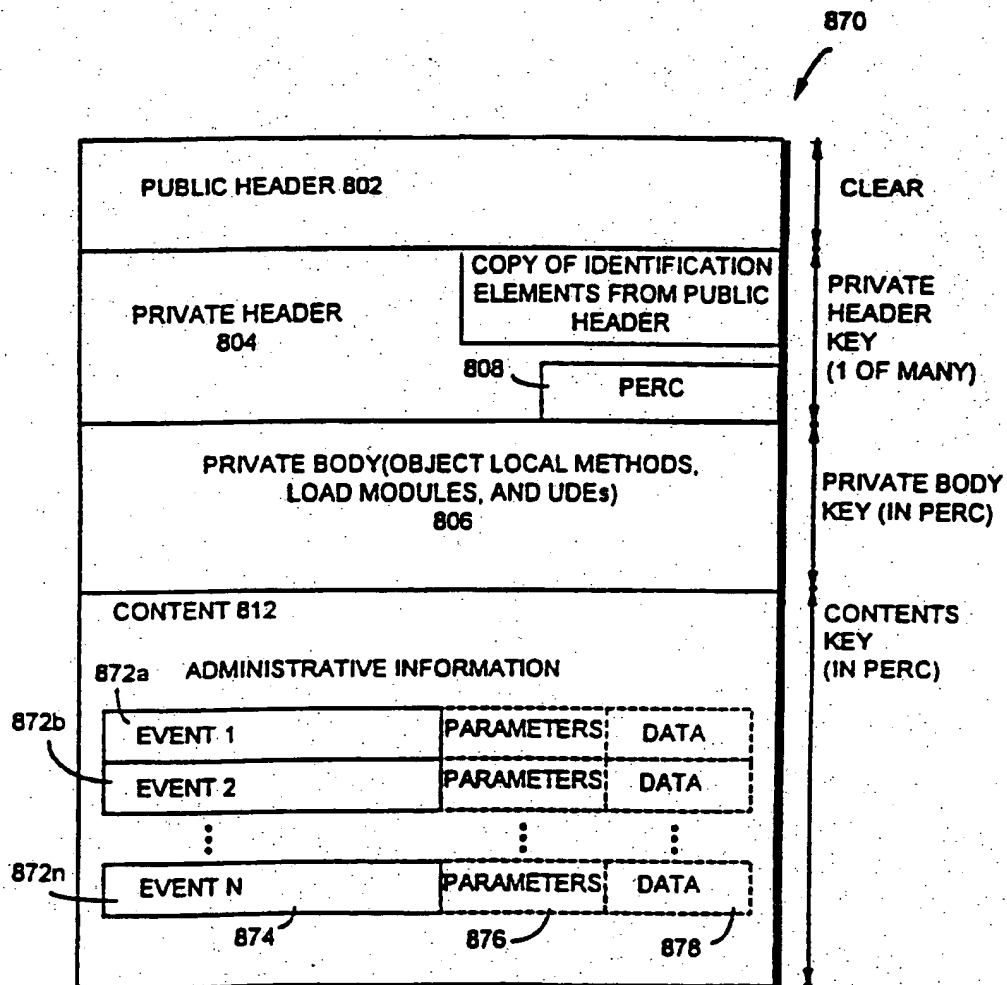 870
PUBLIC HEADER 802
CLEAR
PRIVATE HEADER
804
COPY OF IDENTIFICATION
ELEMENTS FROM PUBLIC
HEADER
808
PERC
PRIVATE
HEADER
KEY
(1 OF MANY)
PRIVATE BODY(OBJECT LOCAL METHODS,
LOAD MODULES, AND UDEs)
806
PRIVATE BODY
KEY (IN PERC)
CONTENT 812
CONTENTS
KEY
(IN PERC)
872a
ADMINISTRATIVE INFORMATION
872b
EVENT 1 PARAMETERS DATA
EVENT 2 PARAMETERS DATA
872n
EVENT N PARAMETERS DATA
874
876
878